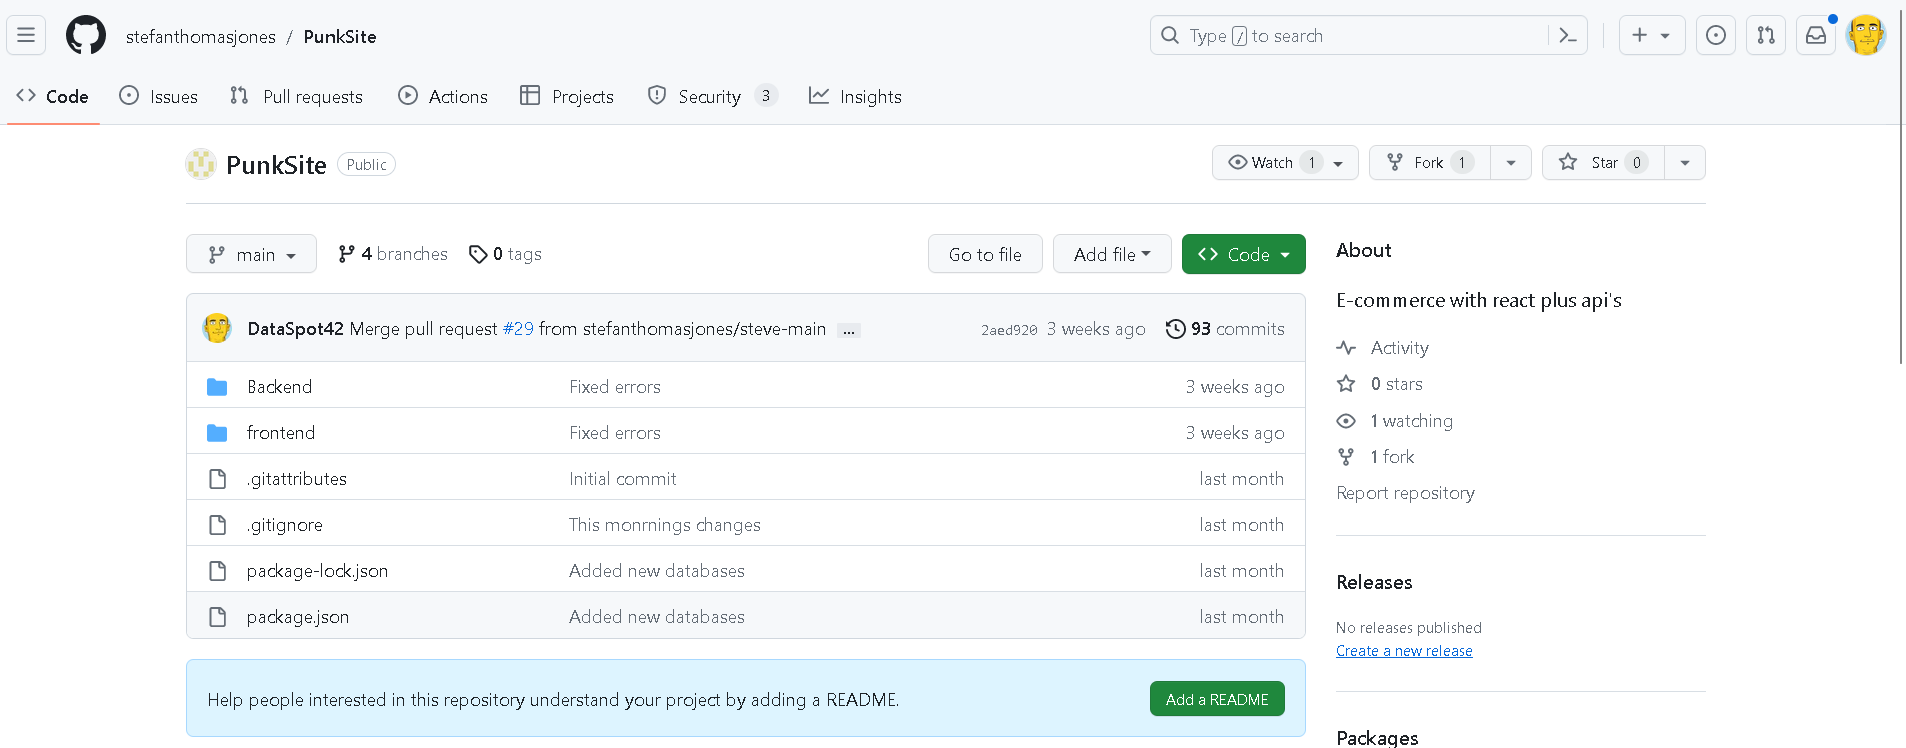 stefanthomasjones / PunkSite
Type / to search
Code Issues Pull requests Actions Projects Security 3 Insights
PunkSite Public
Watch 1 Fork 1 Star 0
main 4 branches 0 tags Go to file Add file Code
DataSpot42 Merge pull request #29 from stefanthomasjones/steve-main ... 2aed920 3 weeks ago 93 commits
Backend Fixed errors 3 weeks ago
frontend Fixed errors 3 weeks ago
.gitattributes Initial commit last month
.gitignore This monrnings changes last month
package-lock.json Added new databases last month
package.json Added new databases last month
Help people interested in this repository understand your project by adding a README. Add a README
About
E-commerce with react plus api's
Activity
0 stars
1 watching
1 fork
Report repository
Releases
No releases published
Create a new release
Packages